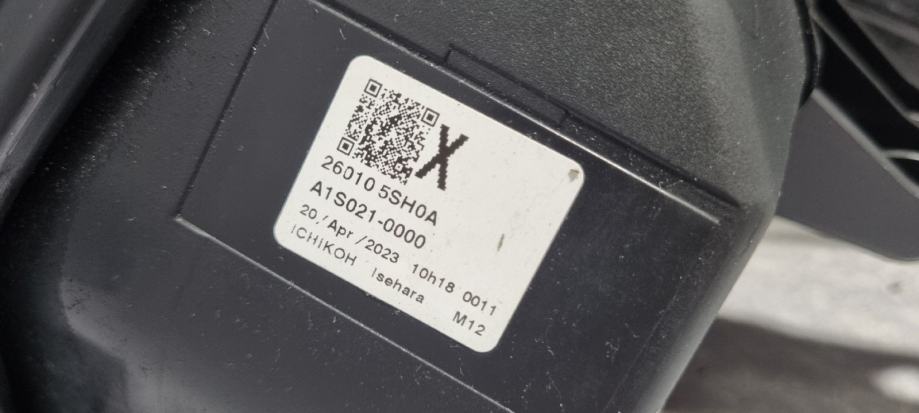 X
26010 5SH0A
A1S021-0000
20/Apr/2023 10h18 0011
ICHIKOH Isehara M12